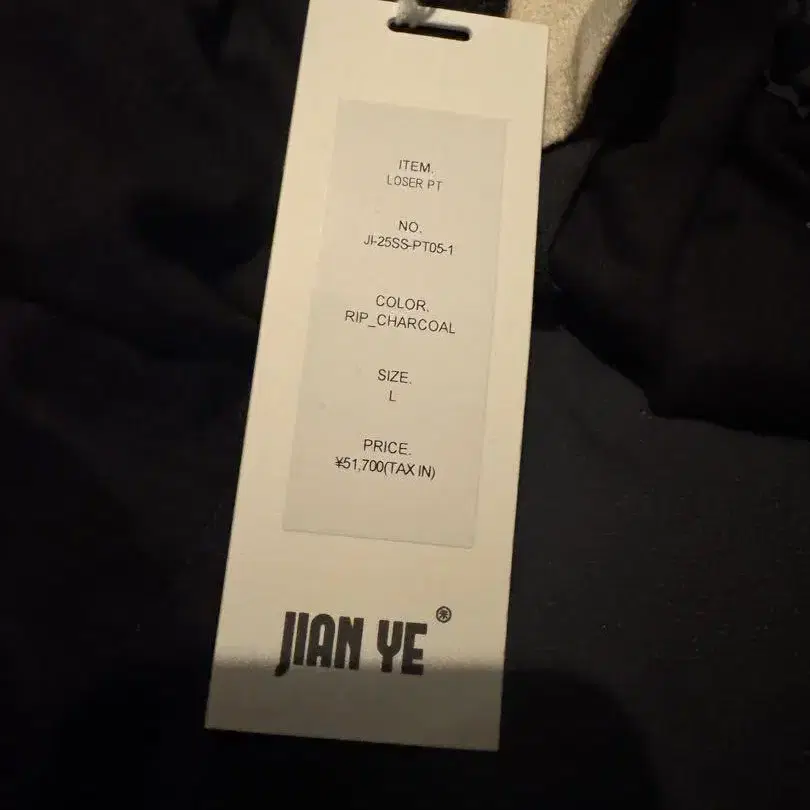 ITEM.
LOSER PT
NO.
JI-25SS-PT05-1
COLOR.
RIP_CHARCOAL
SIZE.
L
PRICE.
¥51,700(TAX IN)
JIAN YE